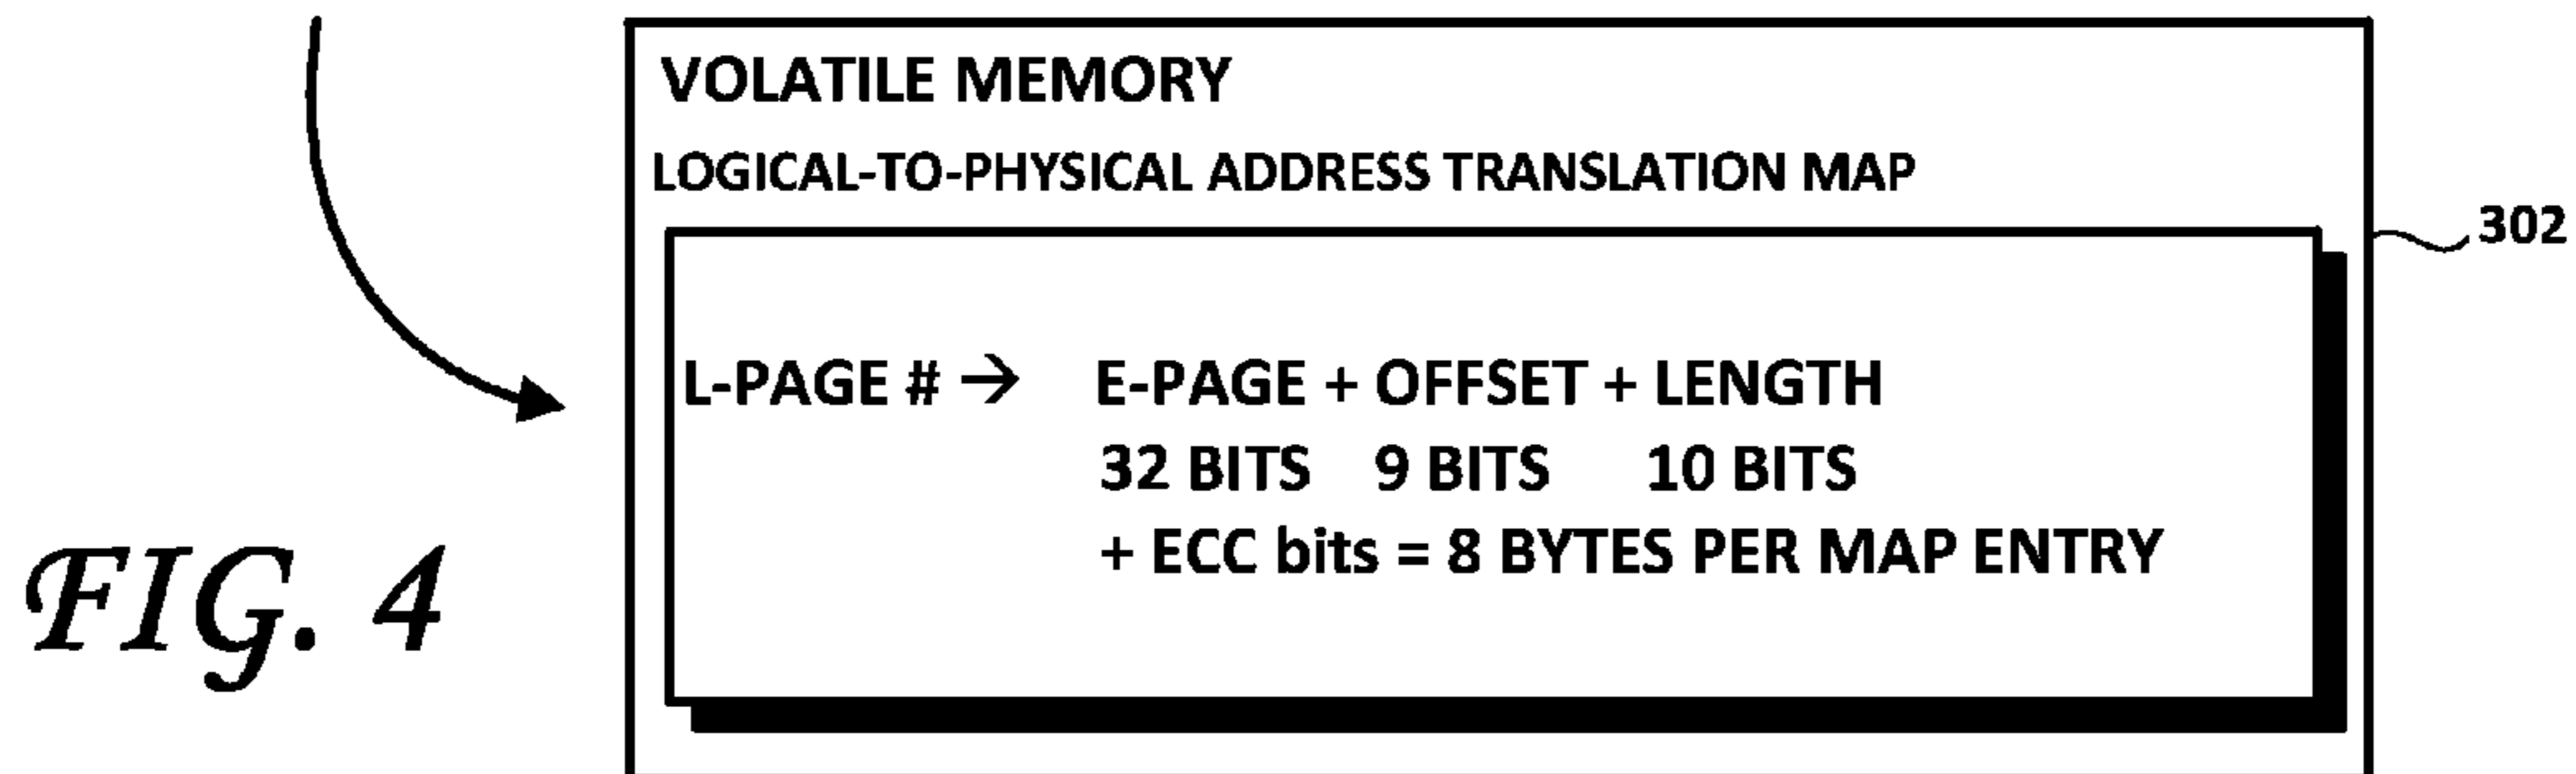 VOLATILE MEMORY
LOGICAL-TO-PHYSICAL ADDRESS TRANSLATION MAP
302
L-PAGE # → E-PAGE + OFFSET + LENGTH
32 BITS 9 BITS 10 BITS
+ ECC bits = 8 BYTES PER MAP ENTRY
FIG. 4